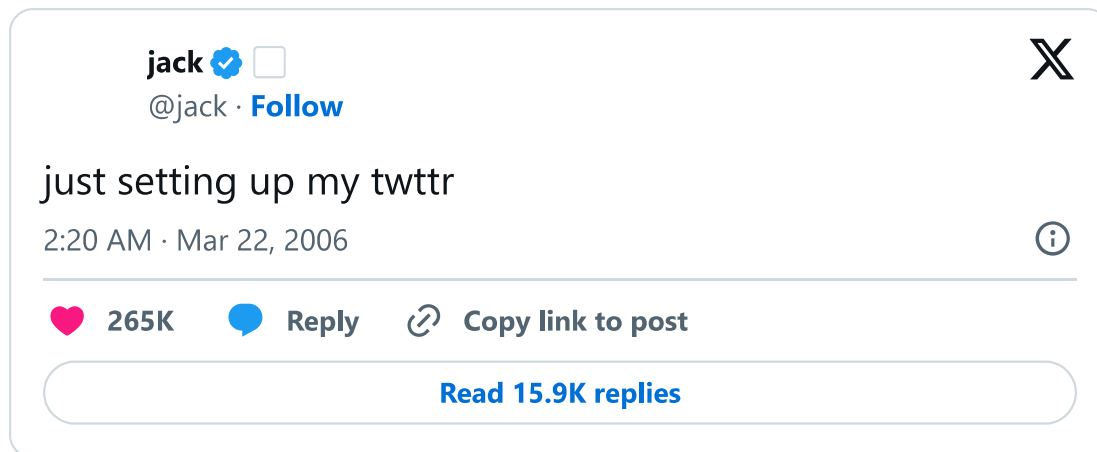 jack
@jack · Follow
just setting up my twttr
2:20 AM · Mar 22, 2006
265K Reply Copy link to post
Read 15.9K replies